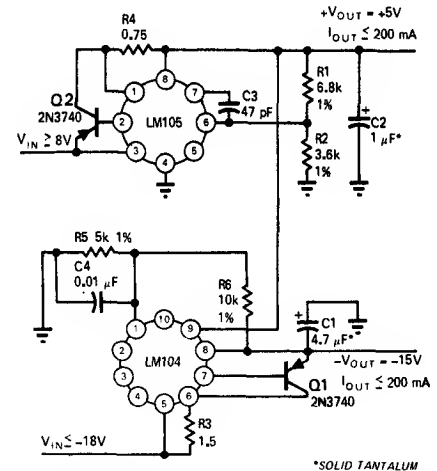 R4
0.75
+VOUT = +5V
IOUT ≤ 200 mA
Q2
2N3740
1
8
7
2
LM105
6
3
4
5
C3
47 pF
R1
6.8k
1%
R2
3.6k
1%
C2
1 μF*
+
VIN ≥ 8V
R5 5k 1%
C4
0.01 μF
R6
10k
1%
+
C1
4.7 μF*
1
10
9
2
LM104
8
3
7
4
5
6
−VOUT = −15V
IOUT ≤ 200 mA
Q1
2N3740
R3
1.5
VIN ≤ −18V
*SOLID TANTALUM